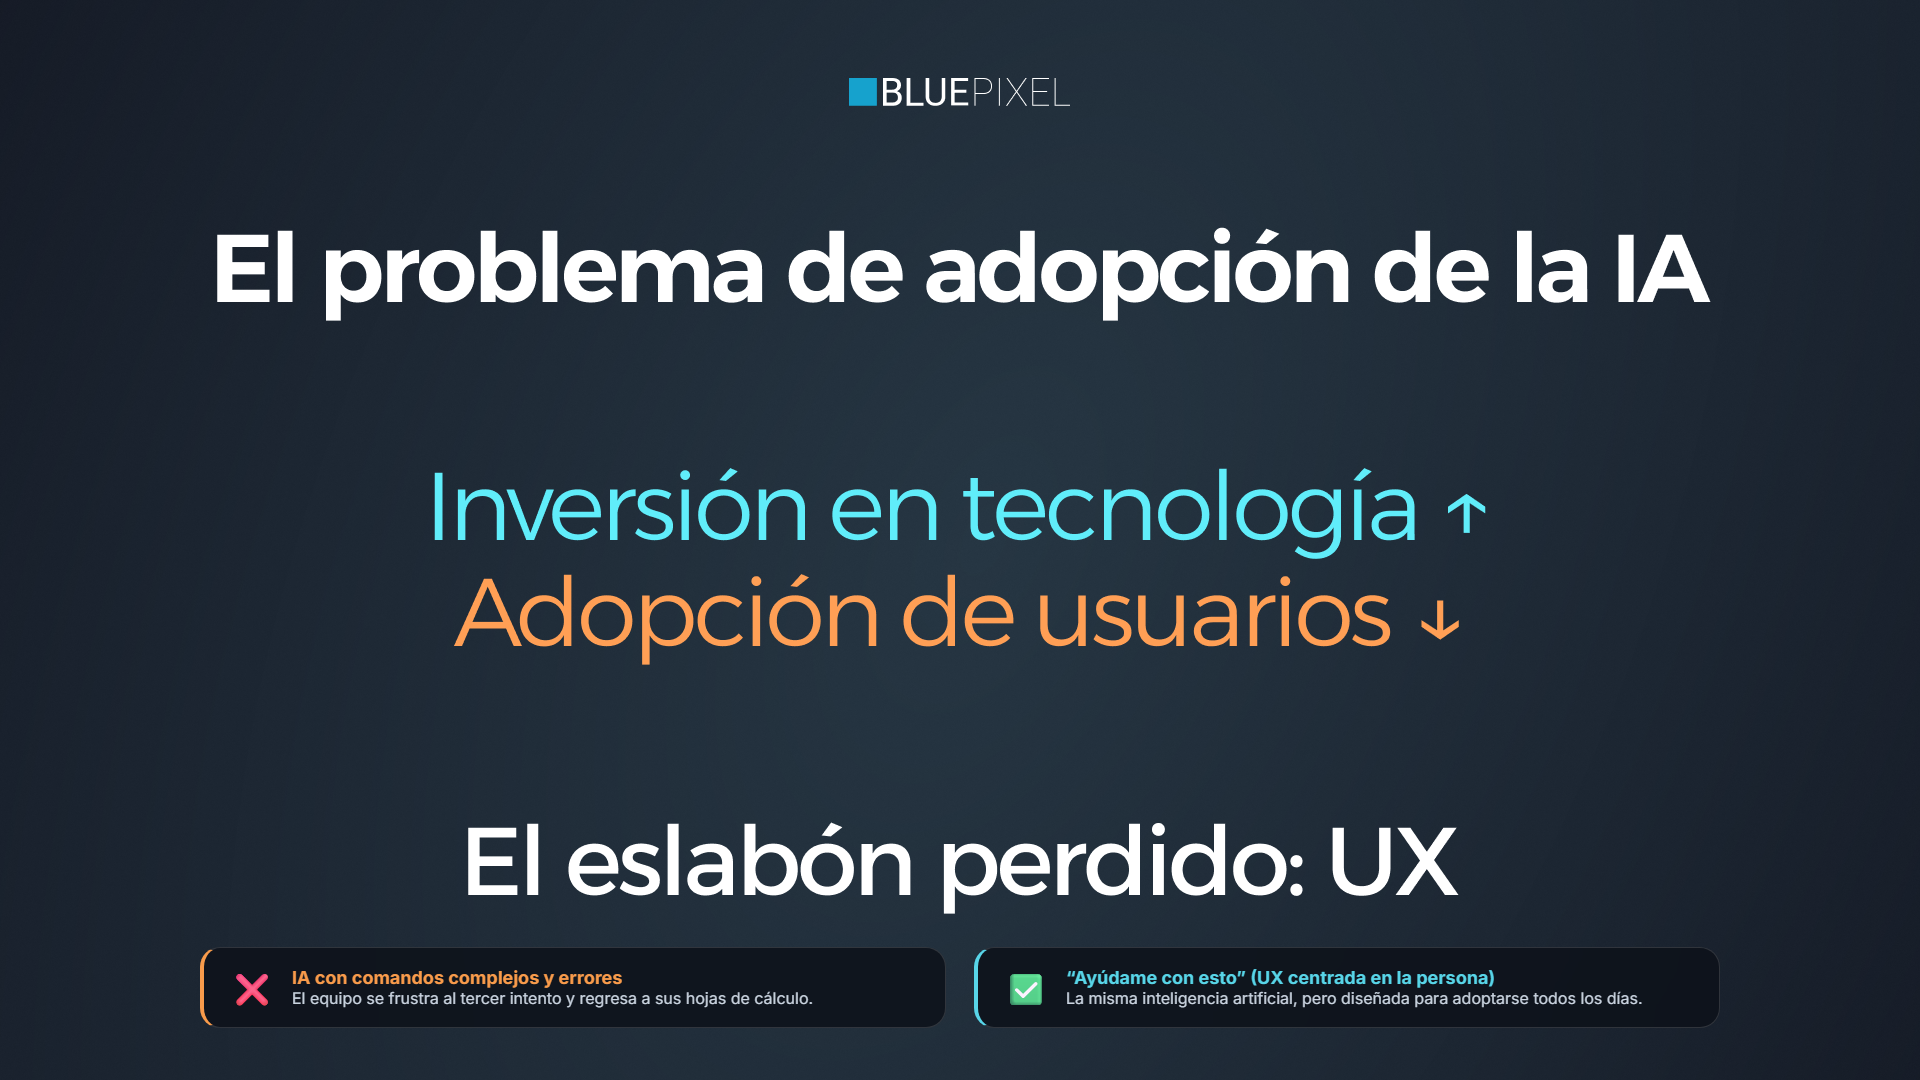 BLUEPIXEL
El problema de adopción de la IA
Inversión en tecnología ↑
Adopción de usuarios ↓
El eslabón perdido: UX
❌ IA con comandos complejos y errores
El equipo se frustra al tercer intento y regresa a sus hojas de cálculo.
✅ “Ayúdame con esto” (UX centrada en la persona)
La misma inteligencia artificial, pero diseñada para adoptarse todos los días.